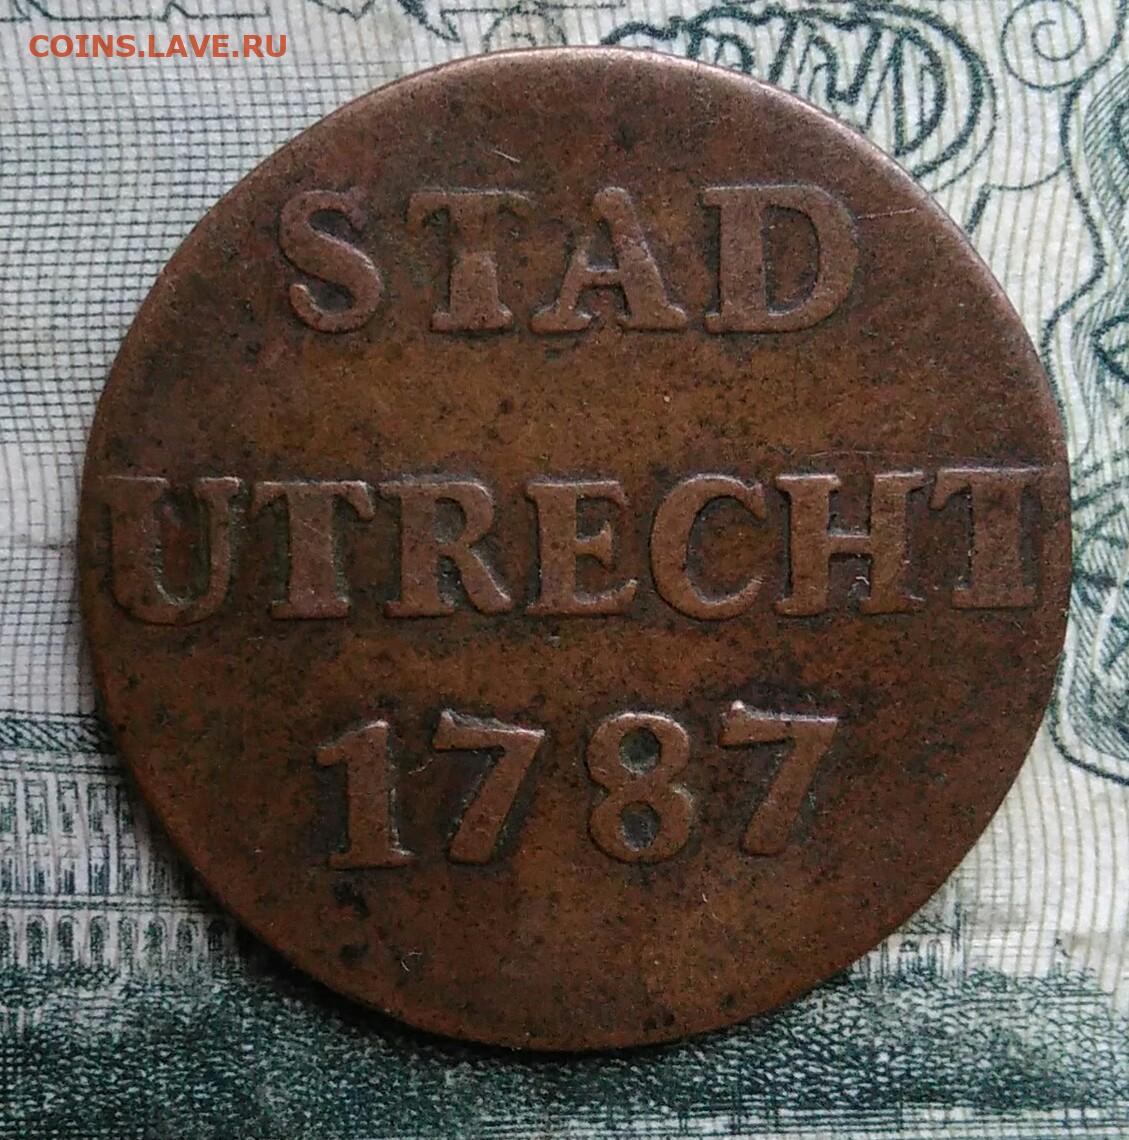 COINS.LAVE.RU
STAD
UTRECHT
1787